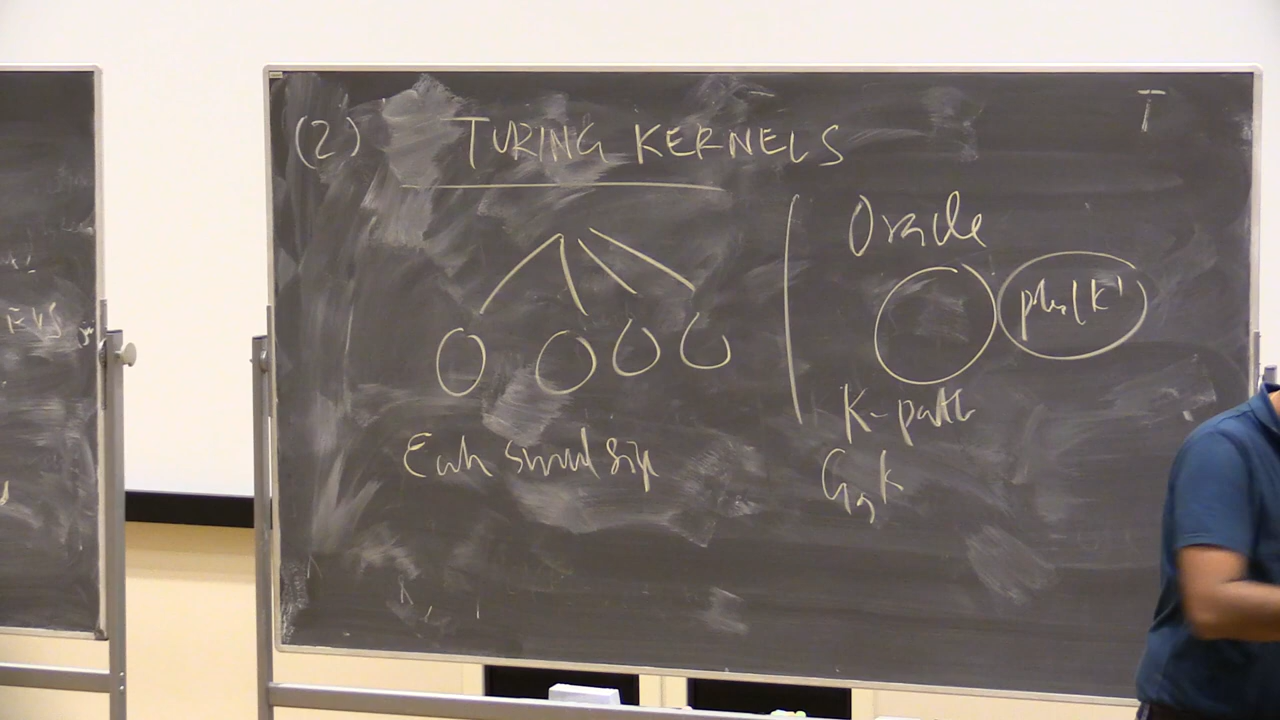 (2) TURING KERNELS
T
Oracle
poly(k)
Each small size
K-path
G, k